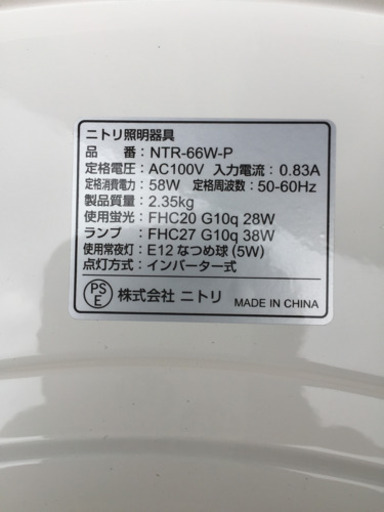 ニトリ照明器具
品 番：NTR-66W-P
定格電圧：AC100V 入力電流：0.83A
定格消費電力：58W 定格周波数：50-60Hz
製品質量：2.35kg
使用蛍光：FHC20 G10q 28W
ランプ：FHC27 G10q 38W
使用常夜灯：E12 なつめ球(5W)
点灯方式：インバーター式
PS E 株式会社 ニトリ MADE IN CHINA